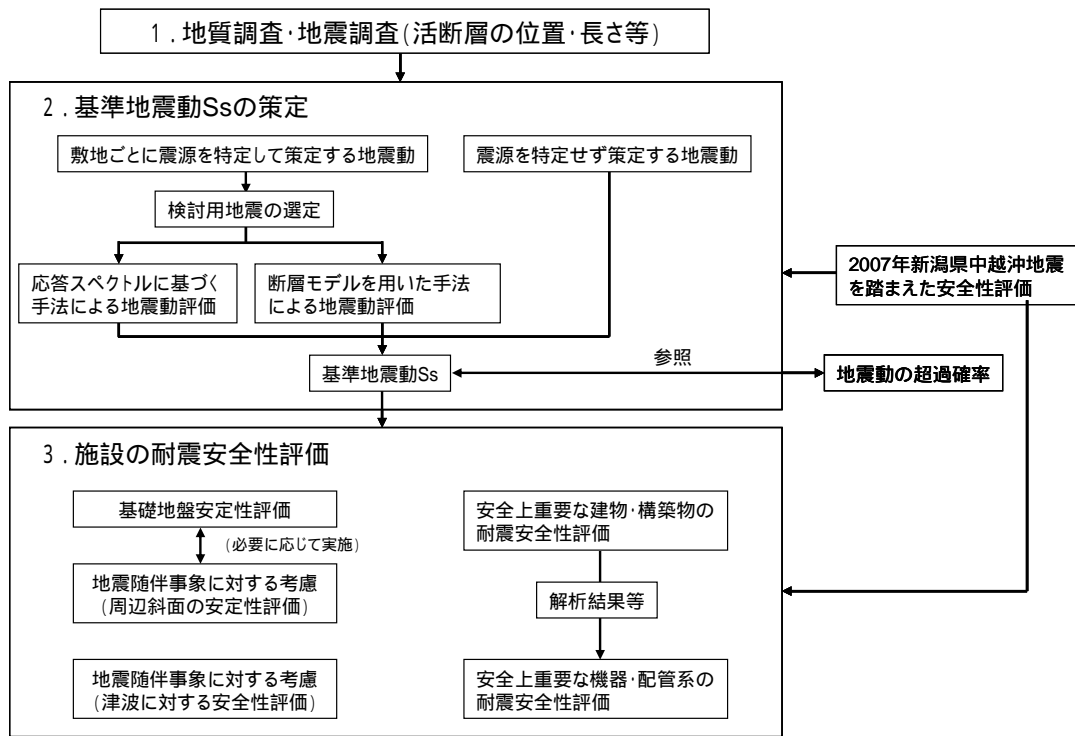 1．地質調査・地震調査(活断層の位置・長さ等)
2．基準地震動Ssの策定
敷地ごとに震源を特定して策定する地震動
震源を特定せず策定する地震動
検討用地震の選定
応答スペクトルに基づく
手法による地震動評価
断層モデルを用いた手法
による地震動評価
2007年新潟県中越沖地震
を踏まえた安全性評価
基準地震動Ss
参照
地震動の超過確率
3．施設の耐震安全性評価
基礎地盤安定性評価
(必要に応じて実施)
地震随伴事象に対する考慮
(周辺斜面の安定性評価)
地震随伴事象に対する考慮
(津波に対する安全性評価)
安全上重要な建物・構築物の
耐震安全性評価
解析結果等
安全上重要な機器・配管系の
耐震安全性評価